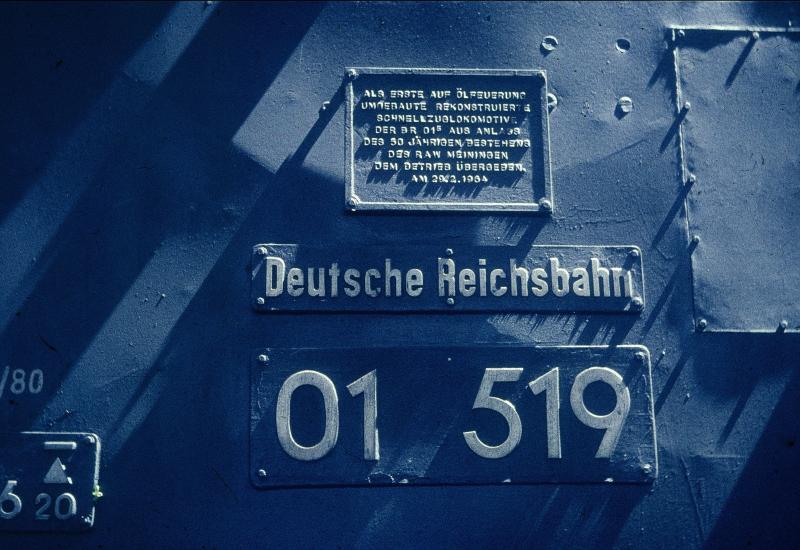 ALS ERSTE AUF ÖLFEUERUNG
UMGEBAUTE REKONSTRUIERTE
SCHNELLZUGLOKOMOTIVE
DER BR 01⁵ AUS ANLASS
DES 50 JÄHRIGEN BESTEHENS
DES RAW MEININGEN
DEM BETRIEB ÜBERGEBEN.
AM 29.2.1964
Deutsche Reichsbahn
01 519
/80
6 20